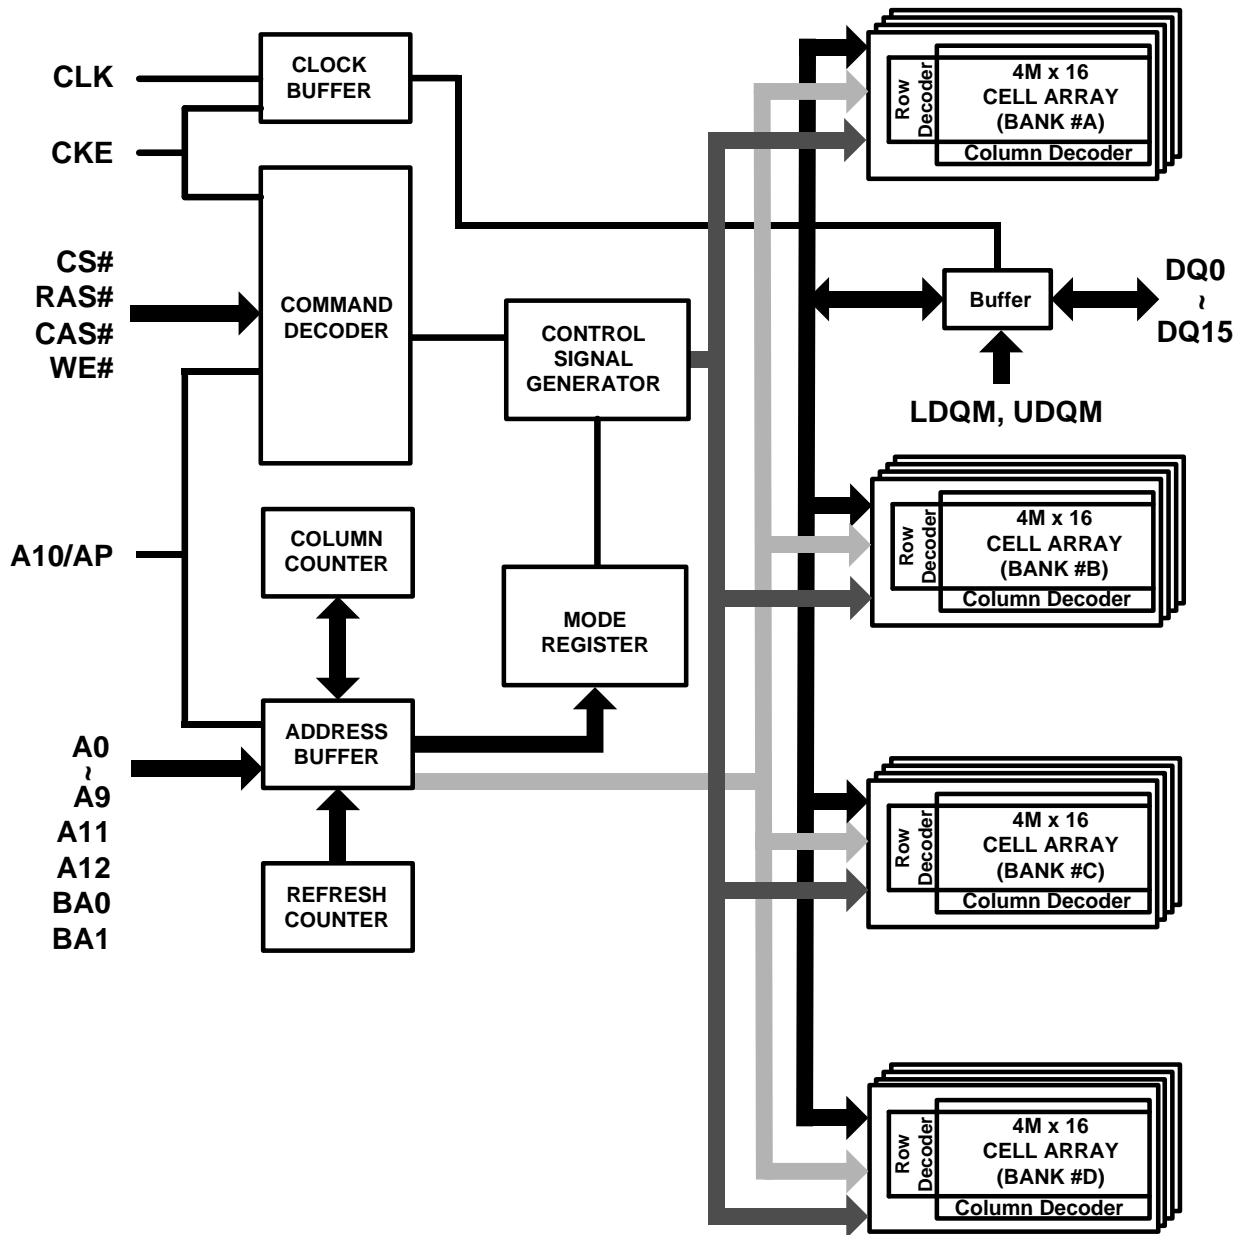 CLK
CKE
CS#
RAS#
CAS#
WE#
A10/AP
A0
~
A9
A11
A12
BA0
BA1
CLOCK
BUFFER
COMMAND
DECODER
COLUMN
COUNTER
ADDRESS
BUFFER
REFRESH
COUNTER
CONTROL
SIGNAL
GENERATOR
MODE
REGISTER
Row
Decoder
4M x 16
CELL ARRAY
(BANK #A)
Column Decoder
Buffer
DQ0
~
DQ15
LDQM, UDQM
Row
Decoder
4M x 16
CELL ARRAY
(BANK #B)
Column Decoder
Row
Decoder
4M x 16
CELL ARRAY
(BANK #C)
Column Decoder
Row
Decoder
4M x 16
CELL ARRAY
(BANK #D)
Column Decoder